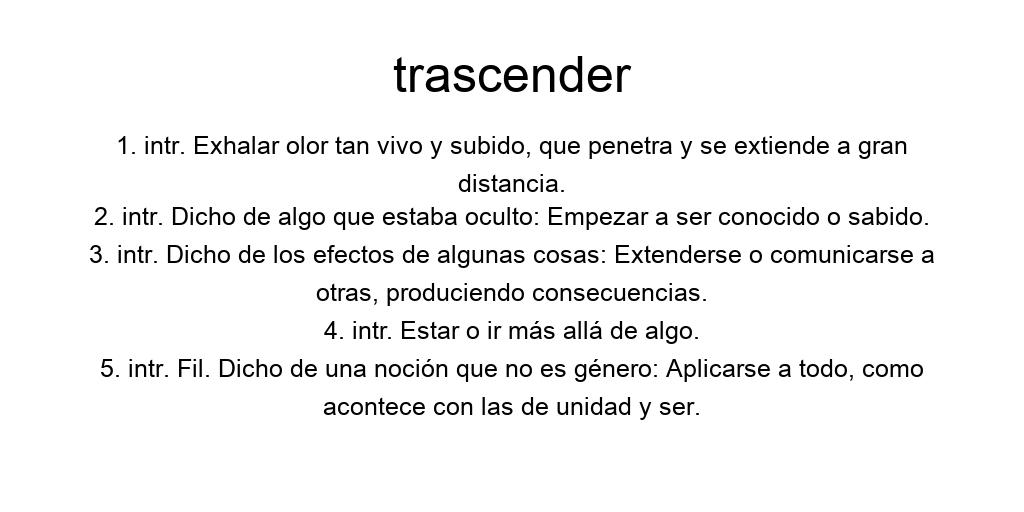 trascender
1. intr. Exhalar olor tan vivo y subido, que penetra y se extiende a gran
distancia.
2. intr. Dicho de algo que estaba oculto: Empezar a ser conocido o sabido.
3. intr. Dicho de los efectos de algunas cosas: Extenderse o comunicarse a
otras, produciendo consecuencias.
4. intr. Estar o ir más allá de algo.
5. intr. Fil. Dicho de una noción que no es género: Aplicarse a todo, como
acontece con las de unidad y ser.